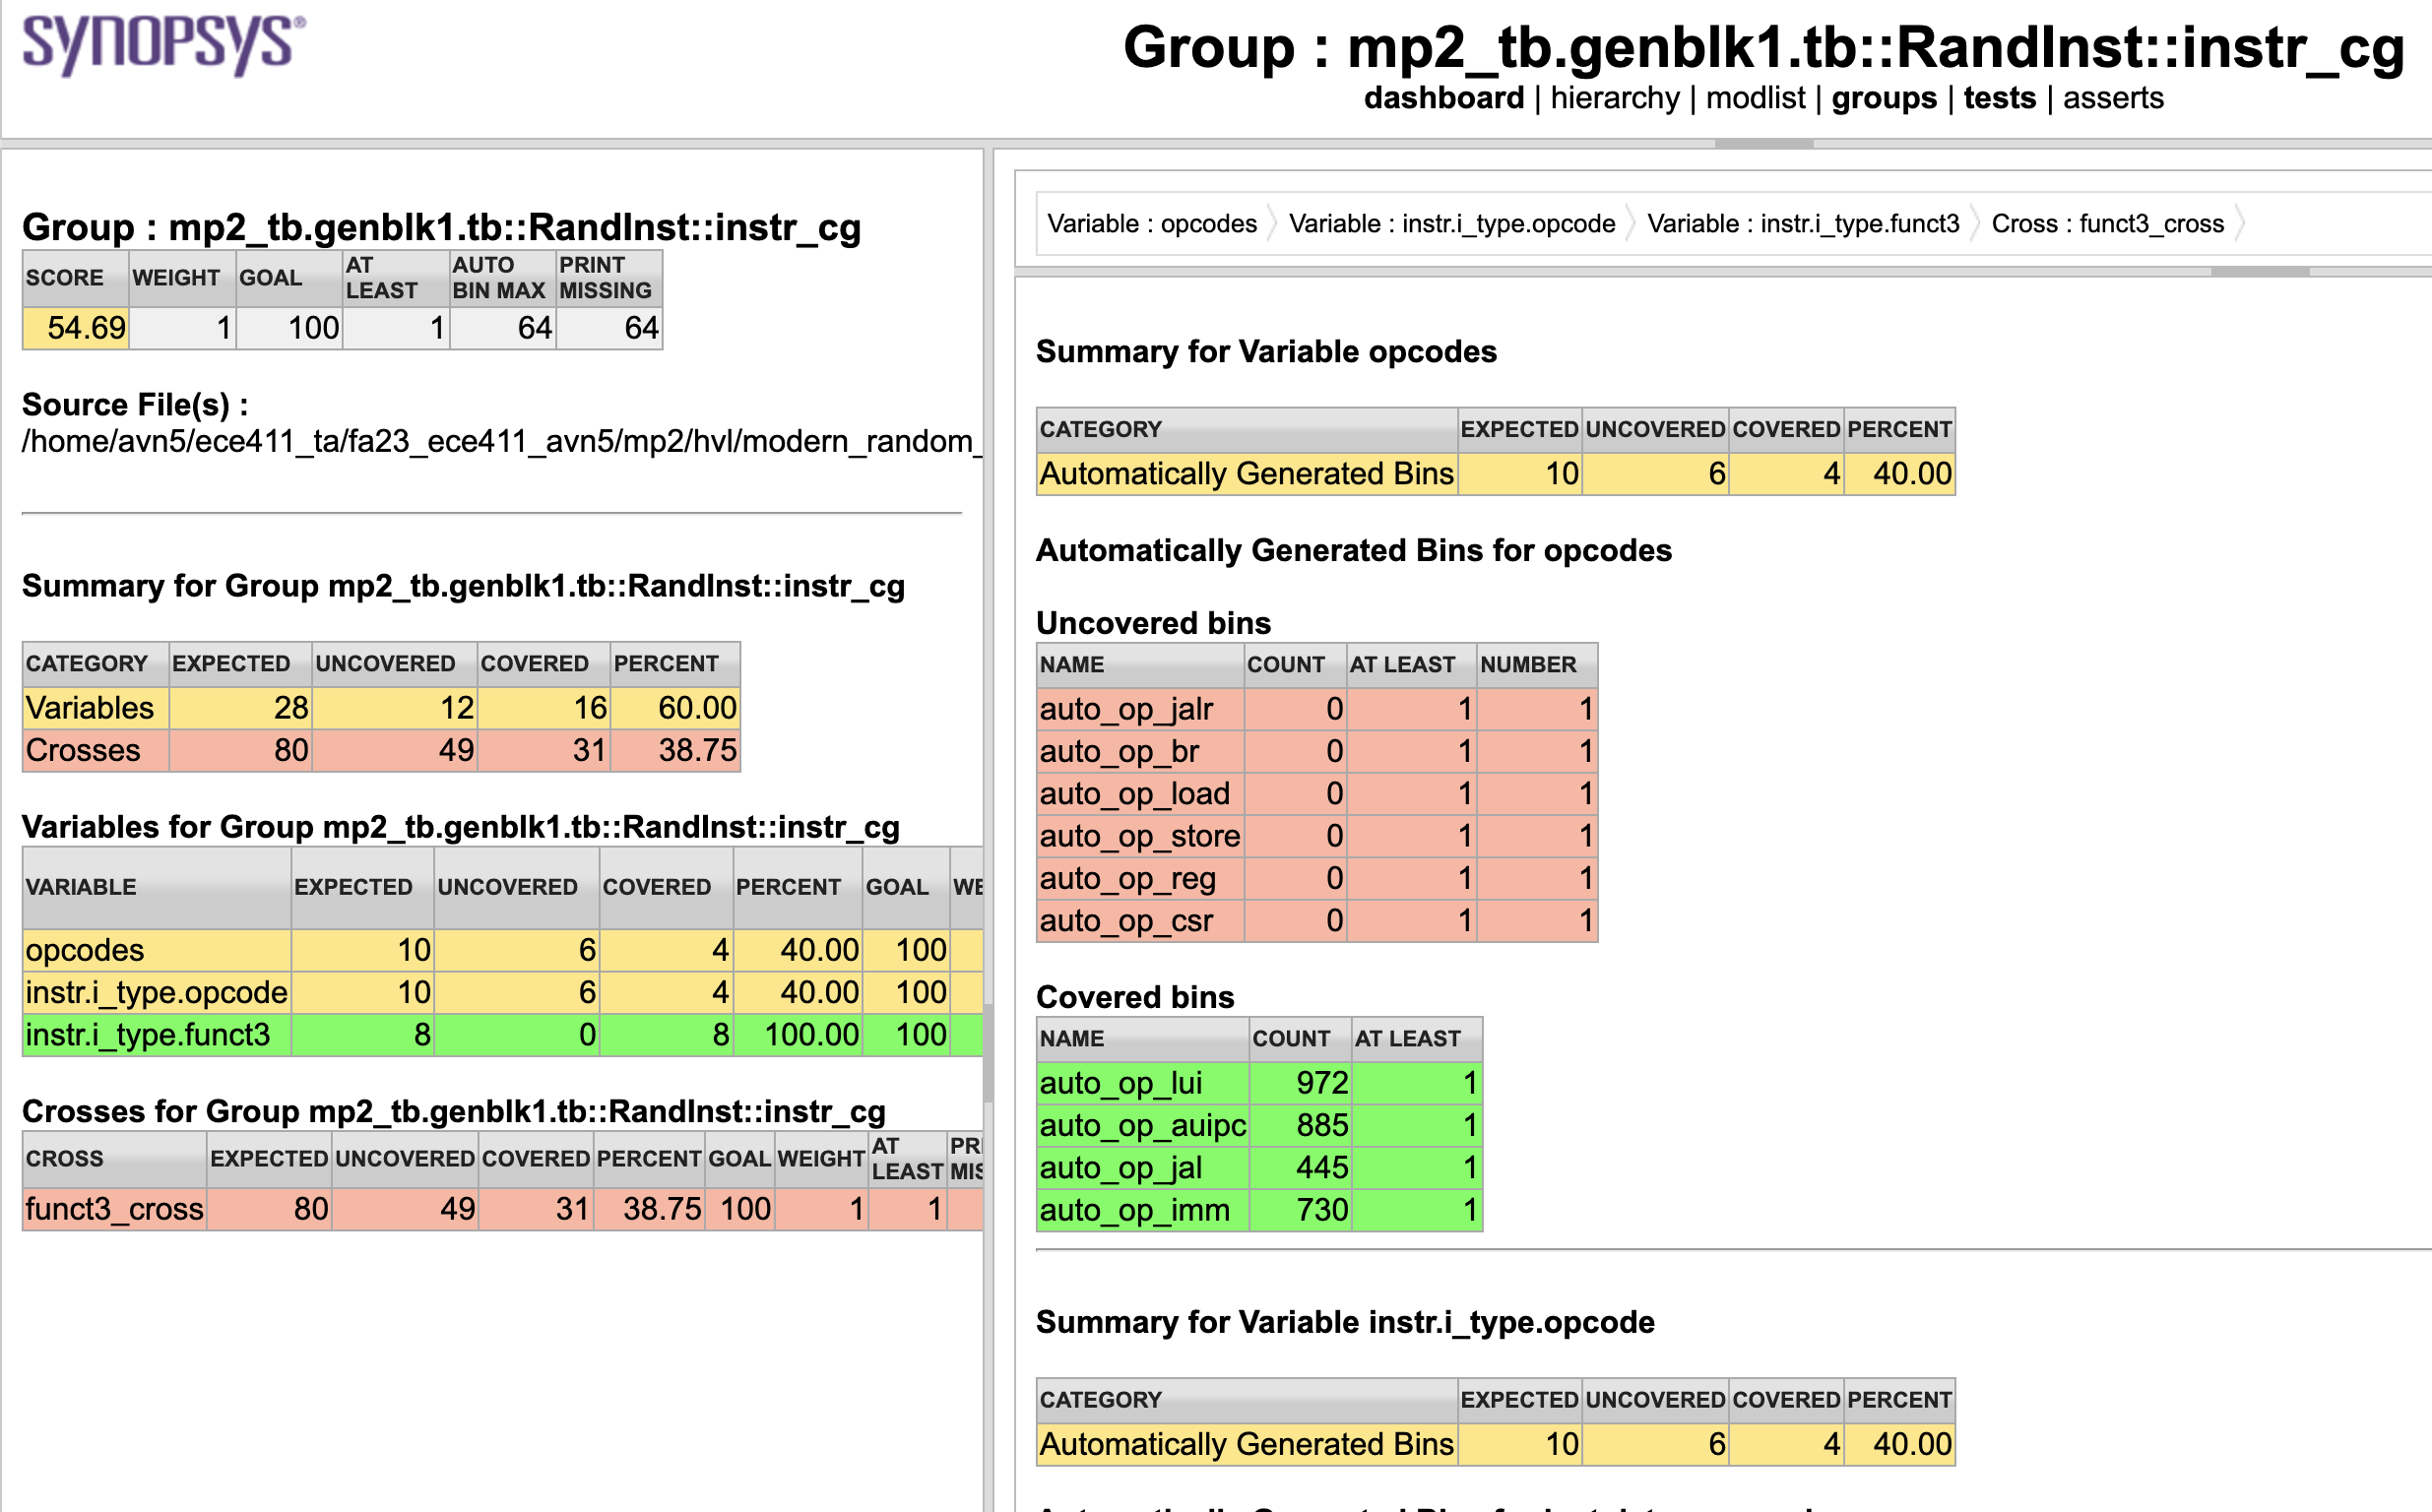 SYNOPSYS®
Group : mp2_tb.genblk1.tb::RandInst::instr_cg
dashboard | hierarchy | modlist | groups | tests | asserts
Group : mp2_tb.genblk1.tb::RandInst::instr_cg
SCORE WEIGHT GOAL AT LEAST AUTO BIN MAX PRINT MISSING
54.69 1 100 1 64 64
Source File(s) :
/home/avn5/ece411_ta/fa23_ece411_avn5/mp2/hvl/modern_random_
Summary for Group mp2_tb.genblk1.tb::RandInst::instr_cg
CATEGORY EXPECTED UNCOVERED COVERED PERCENT
Variables 28 12 16 60.00
Crosses 80 49 31 38.75
Variables for Group mp2_tb.genblk1.tb::RandInst::instr_cg
VARIABLE EXPECTED UNCOVERED COVERED PERCENT GOAL WE
opcodes 10 6 4 40.00 100
instr.i_type.opcode 10 6 4 40.00 100
instr.i_type.funct3 8 0 8 100.00 100
Crosses for Group mp2_tb.genblk1.tb::RandInst::instr_cg
CROSS EXPECTED UNCOVERED COVERED PERCENT GOAL WEIGHT AT LEAST PRI MIS
funct3_cross 80 49 31 38.75 100 1 1
Variable : opcodes Variable : instr.i_type.opcode Variable : instr.i_type.funct3 Cross : funct3_cross
Summary for Variable opcodes
CATEGORY EXPECTED UNCOVERED COVERED PERCENT
Automatically Generated Bins 10 6 4 40.00
Automatically Generated Bins for opcodes
Uncovered bins
NAME COUNT AT LEAST NUMBER
auto_op_jalr 0 1 1
auto_op_br 0 1 1
auto_op_load 0 1 1
auto_op_store 0 1 1
auto_op_reg 0 1 1
auto_op_csr 0 1 1
Covered bins
NAME COUNT AT LEAST
auto_op_lui 972 1
auto_op_auipc 885 1
auto_op_jal 445 1
auto_op_imm 730 1
Summary for Variable instr.i_type.opcode
CATEGORY EXPECTED UNCOVERED COVERED PERCENT
Automatically Generated Bins 10 6 4 40.00